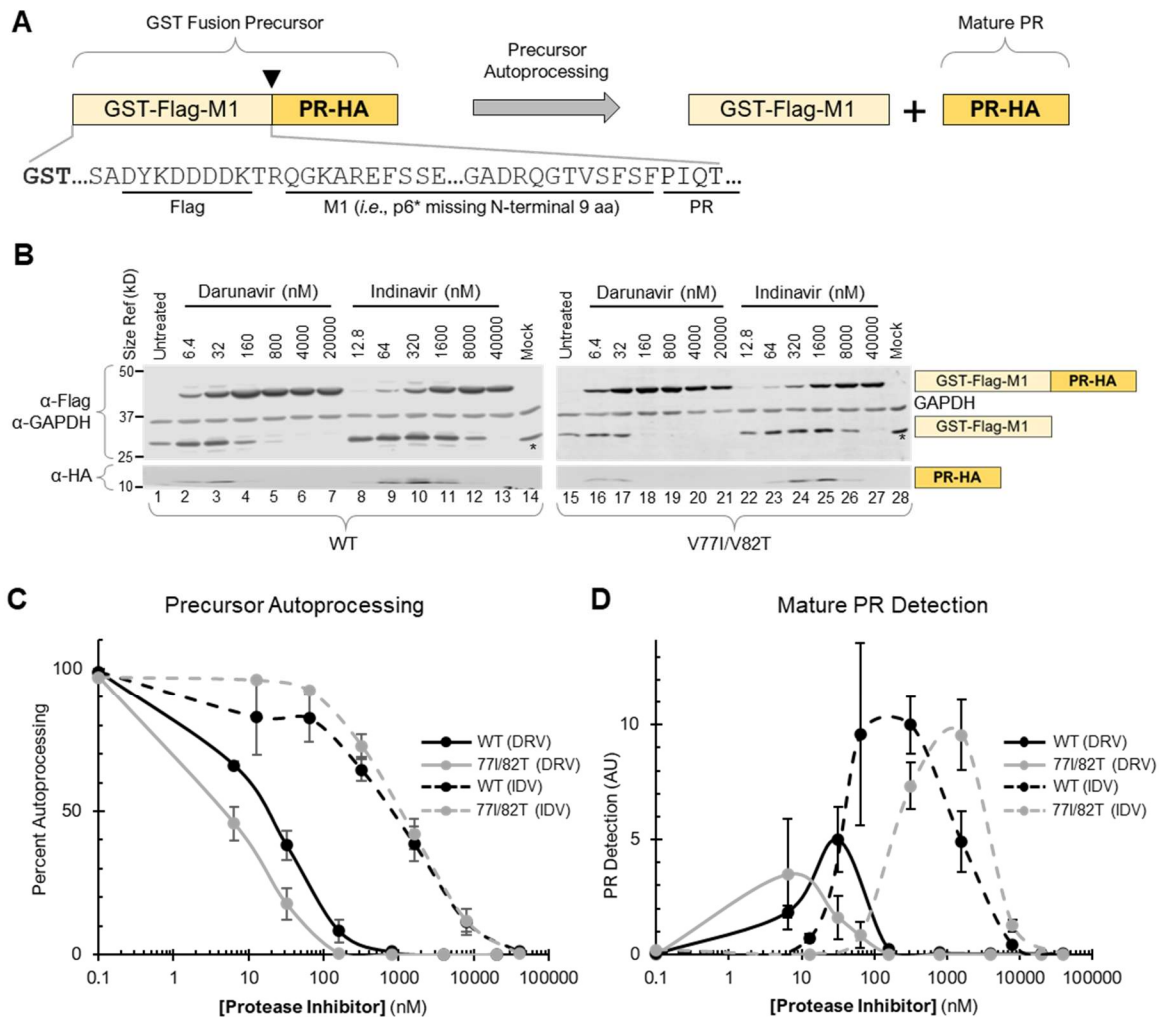 A
GST Fusion Precursor
Mature PR
Precursor
Autoprocessing
GST-Flag-M1 PR-HA
GST-Flag-M1 + PR-HA
GST...SADYKDDDDKTRQGKAREFSSE...GADRQGTVSFSFPIQT...
Flag M1 (i.e., p6* missing N-terminal 9 aa) PR
B
Size Ref (kD)
Untreated
Darunavir (nM)
6.4 32 160 800 4000 20000
Indinavir (nM)
12.8 64 320 1600 8000 40000
Mock
Untreated
Darunavir (nM)
6.4 32 160 800 4000 20000
Indinavir (nM)
12.8 64 320 1600 8000 40000
Mock
50
37
25
10
α-Flag
α-GAPDH
α-HA
*
*
GST-Flag-M1 PR-HA
GAPDH
GST-Flag-M1
PR-HA
1 2 3 4 5 6 7 8 9 10 11 12 13 14
15 16 17 18 19 20 21 22 23 24 25 26 27 28
WT
V77I/V82T
C
Precursor Autoprocessing
Percent Autoprocessing
100
50
0
0.1 1 10 100 1000 10000 100000
[Protease Inhibitor] (nM)
WT (DRV)
77I/82T (DRV)
WT (IDV)
77I/82T (IDV)
D
Mature PR Detection
PR Detection (AU)
10
5
0
0.1 1 10 100 1000 10000 100000
[Protease Inhibitor] (nM)
WT (DRV)
77I/82T (DRV)
WT (IDV)
77I/82T (IDV)